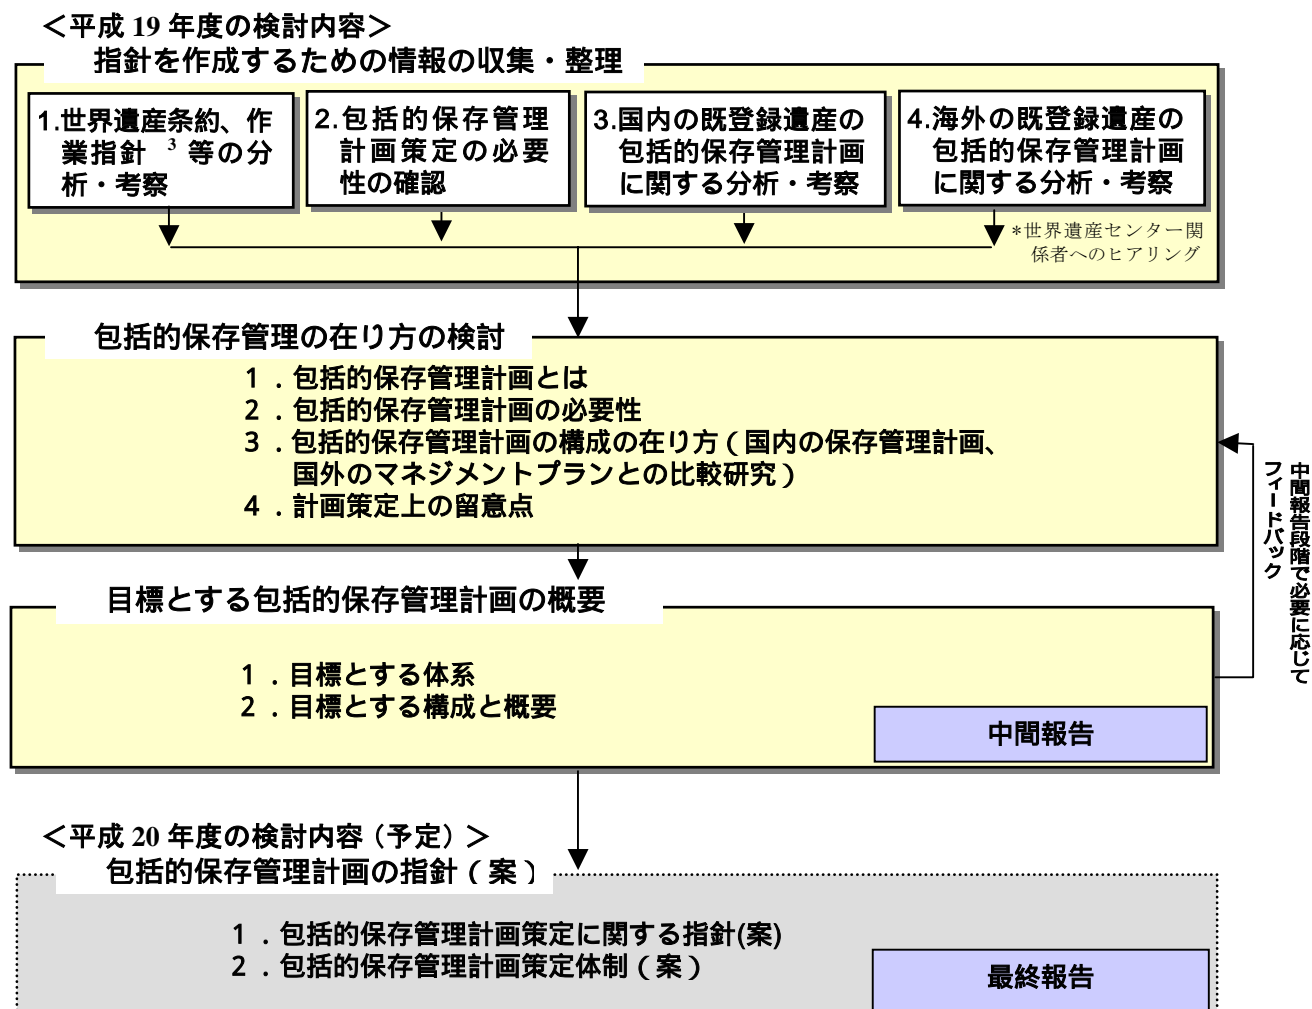 ＜平成 19 年度の検討内容＞
指針を作成するための情報の収集・整理
1.世界遺産条約、作
業指針 3 等の分
析・考察
2.包括的保存管理
計画策定の必要
性の確認
3.国内の既登録遺産の
包括的保存管理計画
に関する分析・考察
4.海外の既登録遺産の
包括的保存管理計画
に関する分析・考察
*世界遺産センター関
係者へのヒアリング
包括的保存管理の在り方の検討
１．包括的保存管理計画とは
２．包括的保存管理計画の必要性
３．包括的保存管理計画の構成の在り方（国内の保存管理計画、
国外のマネジメントプランとの比較研究）
４．計画策定上の留意点
中間報告段階で必要に応じて
フィードバック
目標とする包括的保存管理計画の概要
１．目標とする体系
２．目標とする構成と概要
中間報告
＜平成 20 年度の検討内容（予定）＞
包括的保存管理計画の指針（案）
１．包括的保存管理計画策定に関する指針(案)
２．包括的保存管理計画策定体制（案）
最終報告